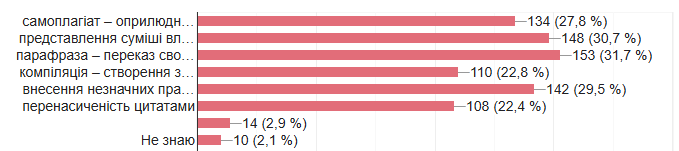 самоплагіат – оприлюдн… 134 (27,8 %)
представлення суміші вл… 148 (30,7 %)
парафраза – переказ сво… 153 (31,7 %)
компіляція – створення з… 110 (22,8 %)
внесення незначних пра… 142 (29,5 %)
перенасиченість цитатами 108 (22,4 %)
14 (2,9 %)
Не знаю 10 (2,1 %)